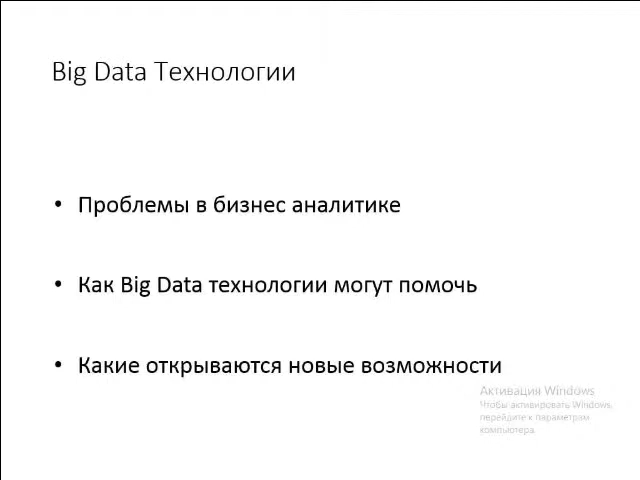 Big Data Технологии
• Проблемы в бизнес аналитике
• Как Big Data технологии могут помочь
• Какие открываются новые возможности
Активация Windows
Чтобы активировать Windows,
перейдите к параметрам
компьютера.